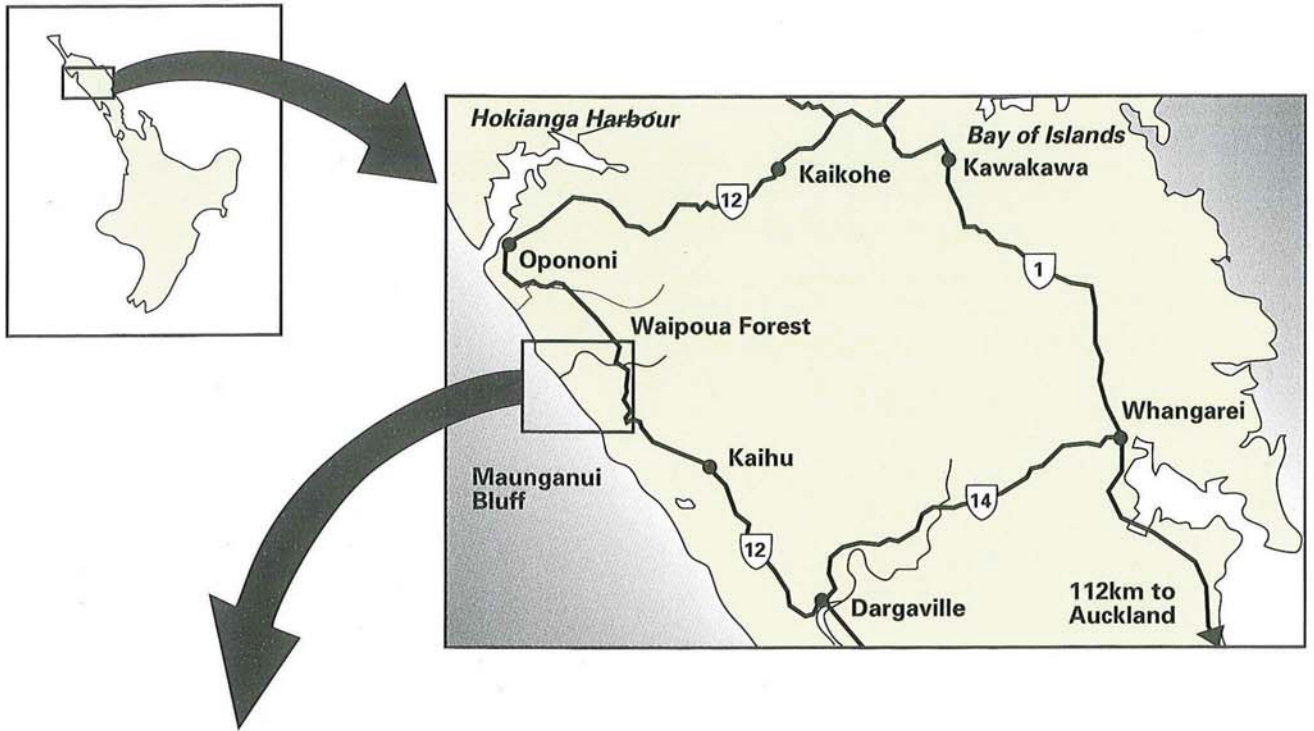 Hokianga Harbour
Bay of Islands
Kaikohe
Kawakawa
12
Opononi
1
Waipoua Forest
Whangarei
Kaihu
Maunganui
Bluff
14
12
112km to
Auckland
Dargaville